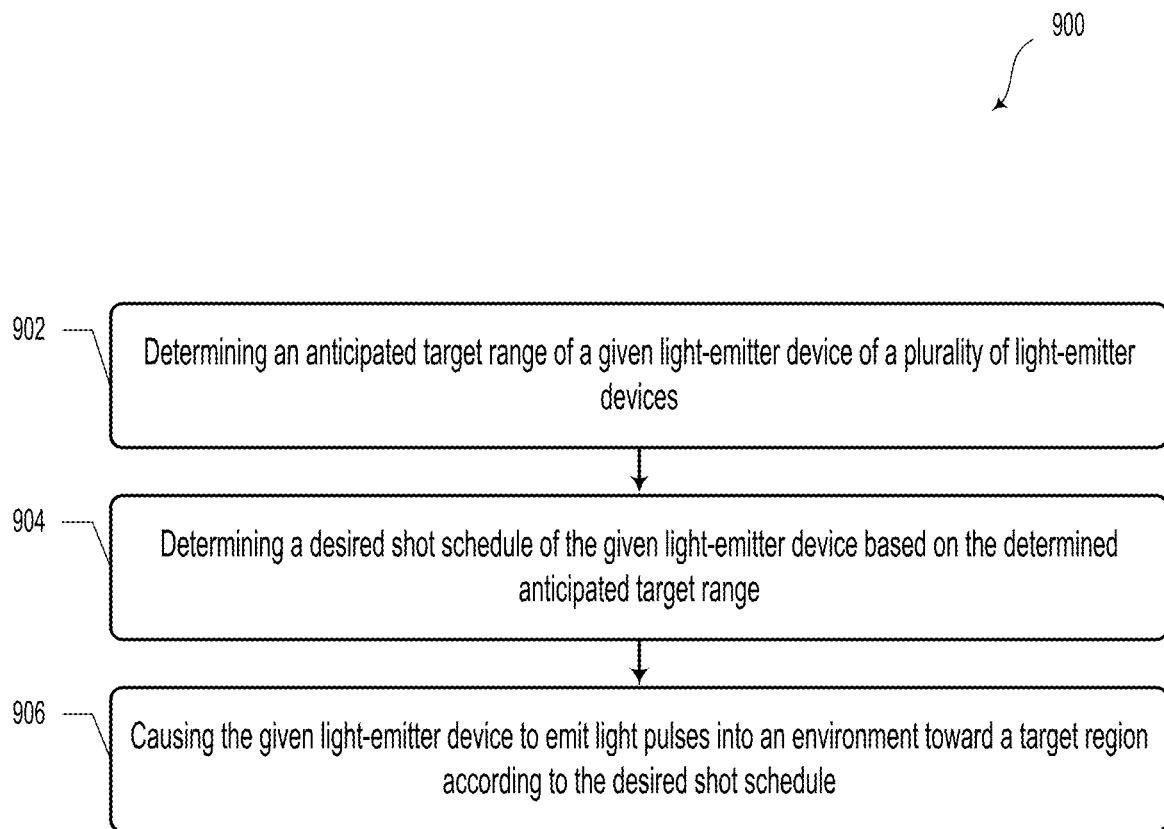 900
902
Determining an anticipated target range of a given light-emitter device of a plurality of light-emitter
devices
904
Determining a desired shot schedule of the given light-emitter device based on the determined
anticipated target range
906
Causing the given light-emitter device to emit light pulses into an environment toward a target region
according to the desired shot schedule